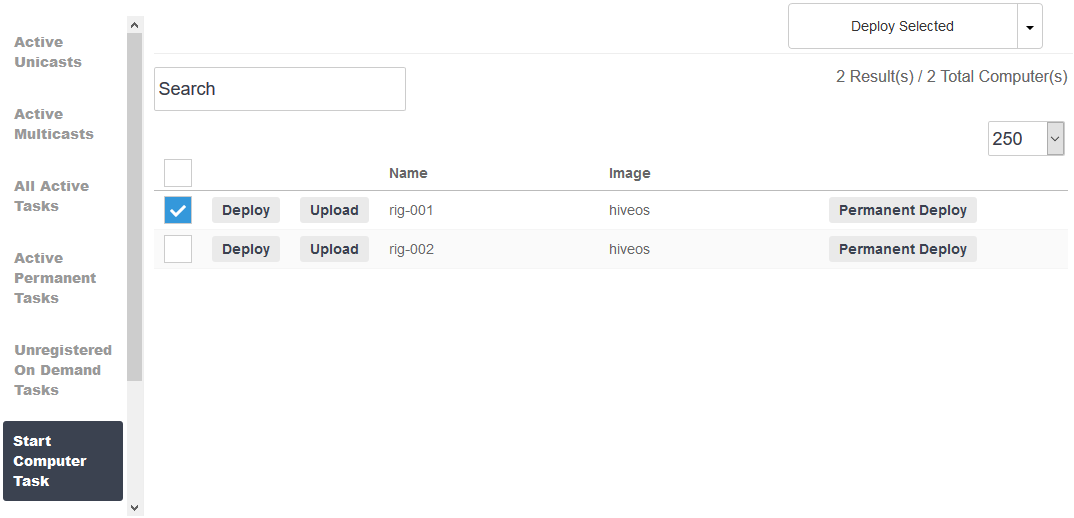 Active
Unicasts
Active
Multicasts
All Active
Tasks
Active
Permanent
Tasks
Unregistered
On Demand
Tasks
Start
Computer
Task
Deploy Selected
Search
2 Result(s) / 2 Total Computer(s)
250
Name Image
Deploy Upload rig-001 hiveos Permanent Deploy
Deploy Upload rig-002 hiveos Permanent Deploy